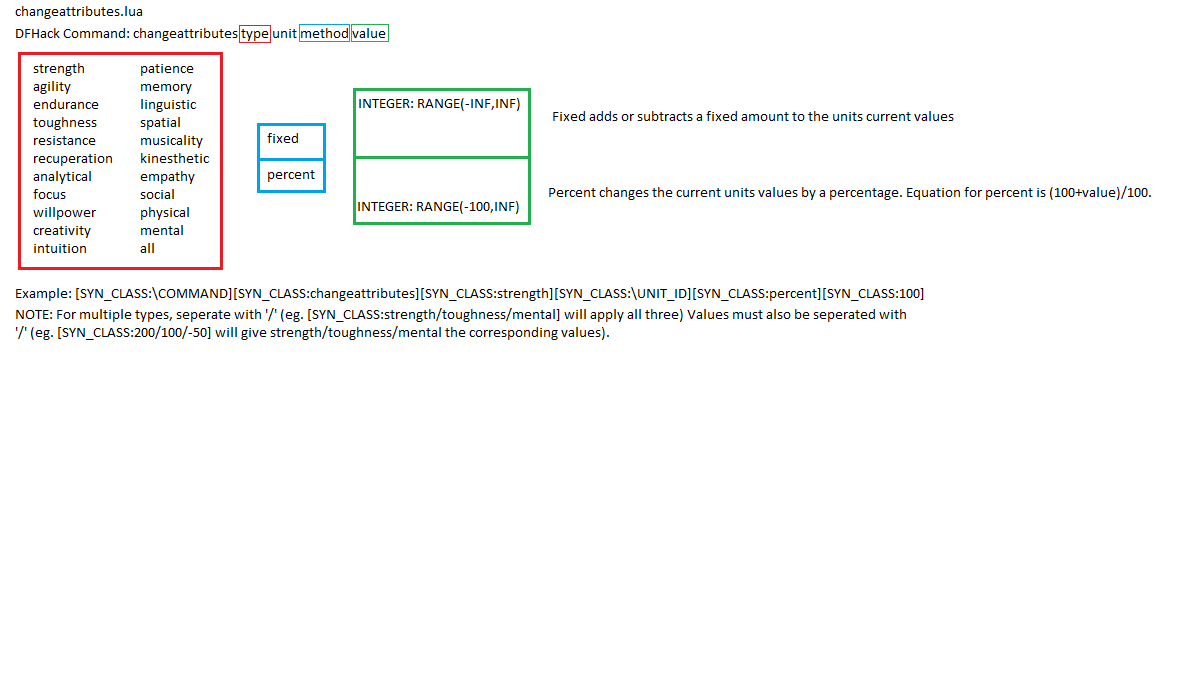 changeattributes.lua
DFHack Command: changeattributes type unit method value
strength patience
agility memory
endurance linguistic
toughness spatial
resistance musicality
recuperation kinesthetic
analytical empathy
focus social
willpower physical
creativity mental
intuition all
fixed
percent
INTEGER: RANGE(-INF,INF)
INTEGER: RANGE(-100,INF)
Fixed adds or subtracts a fixed amount to the units current values
Percent changes the current units values by a percentage. Equation for percent is (100+value)/100.
Example: [SYN_CLASS:\COMMAND][SYN_CLASS:changeattributes][SYN_CLASS:strength][SYN_CLASS:\UNIT_ID][SYN_CLASS:percent][SYN_CLASS:100]
NOTE: For multiple types, seperate with '/' (eg. [SYN_CLASS:strength/toughness/mental] will apply all three) Values must also be seperated with
'/' (eg. [SYN_CLASS:200/100/-50] will give strength/toughness/mental the corresponding values).